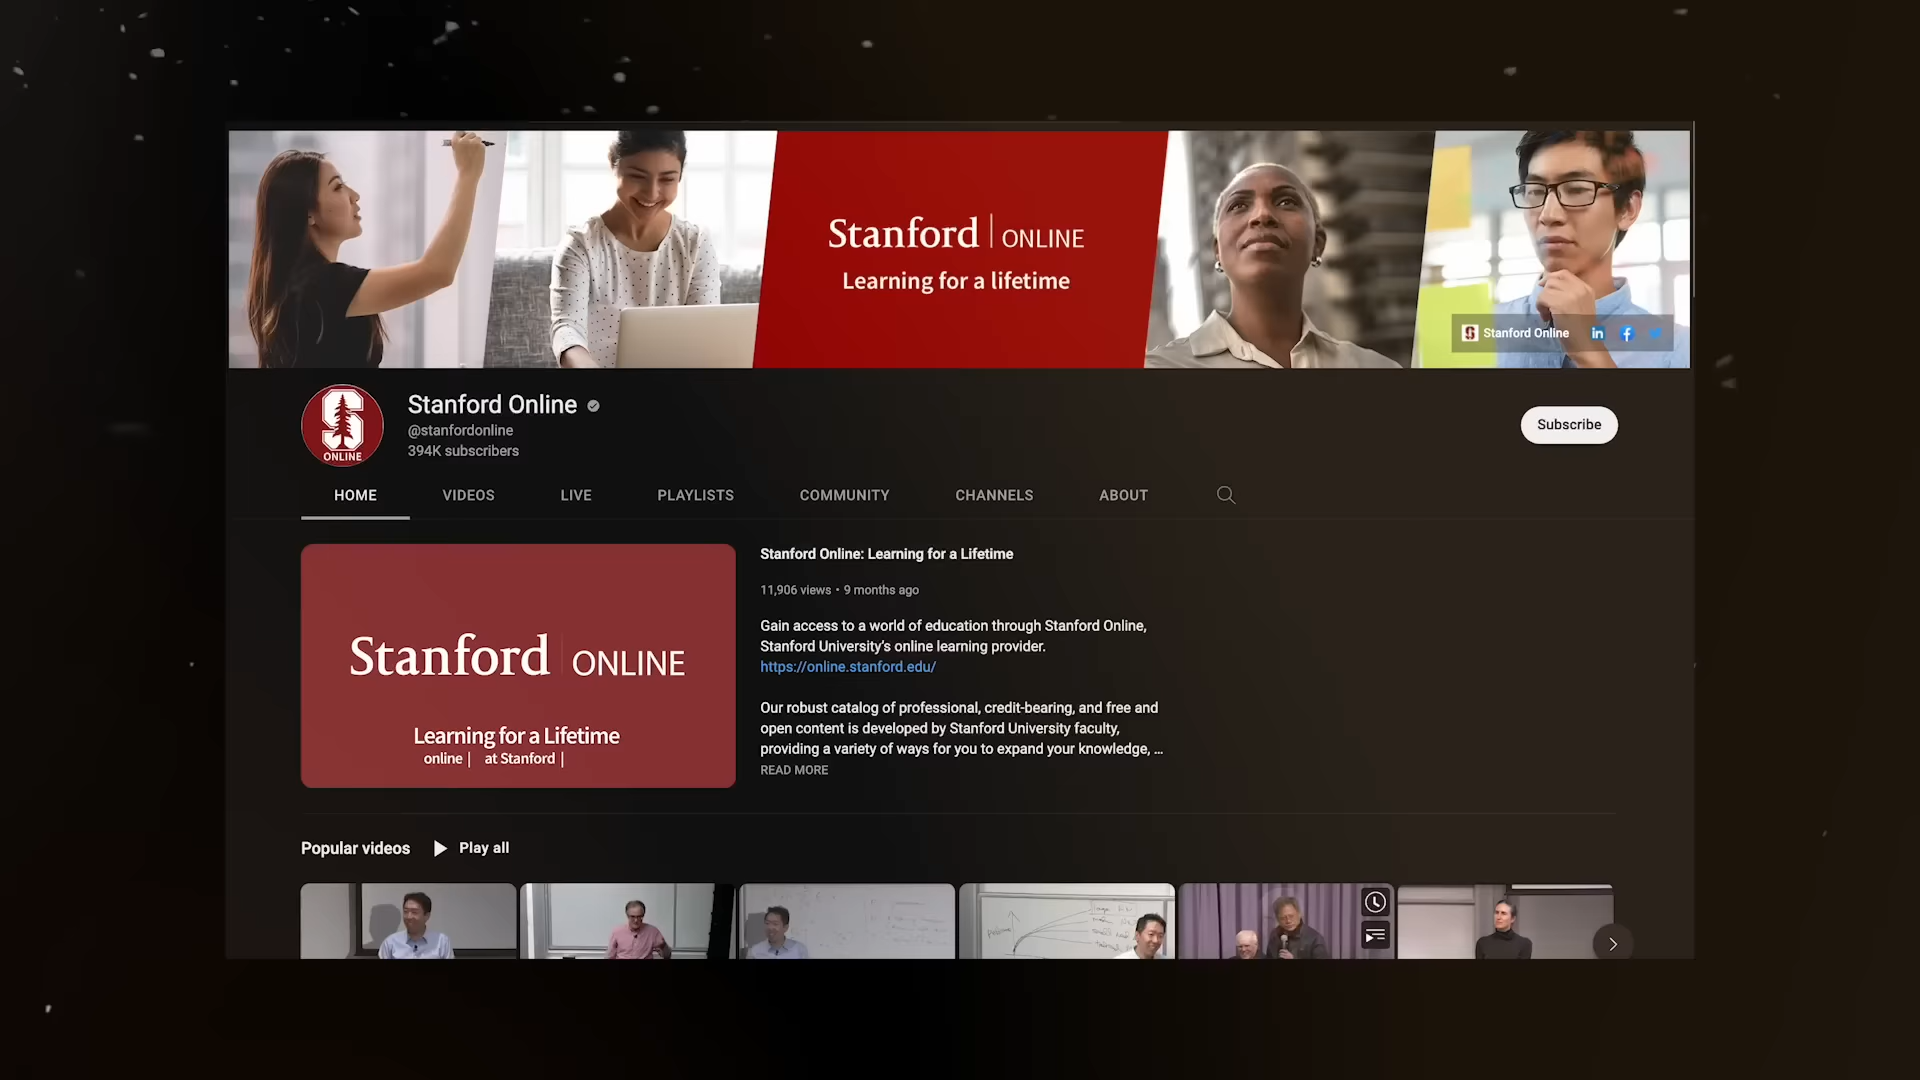 Stanford | ONLINE
Learning for a lifetime
Stanford Online
Stanford Online
@stanfordonline
394K subscribers
Subscribe
HOME
VIDEOS
LIVE
PLAYLISTS
COMMUNITY
CHANNELS
ABOUT
Stanford | ONLINE
Learning for a Lifetime
online | at Stanford |
ONLINE
Stanford Online: Learning for a Lifetime
11,906 views • 9 months ago
Gain access to a world of education through Stanford Online,
Stanford University's online learning provider.
https://online.stanford.edu/
Our robust catalog of professional, credit-bearing, and free and
open content is developed by Stanford University faculty,
providing a variety of ways for you to expand your knowledge, ...
READ MORE
Popular videos
Play all